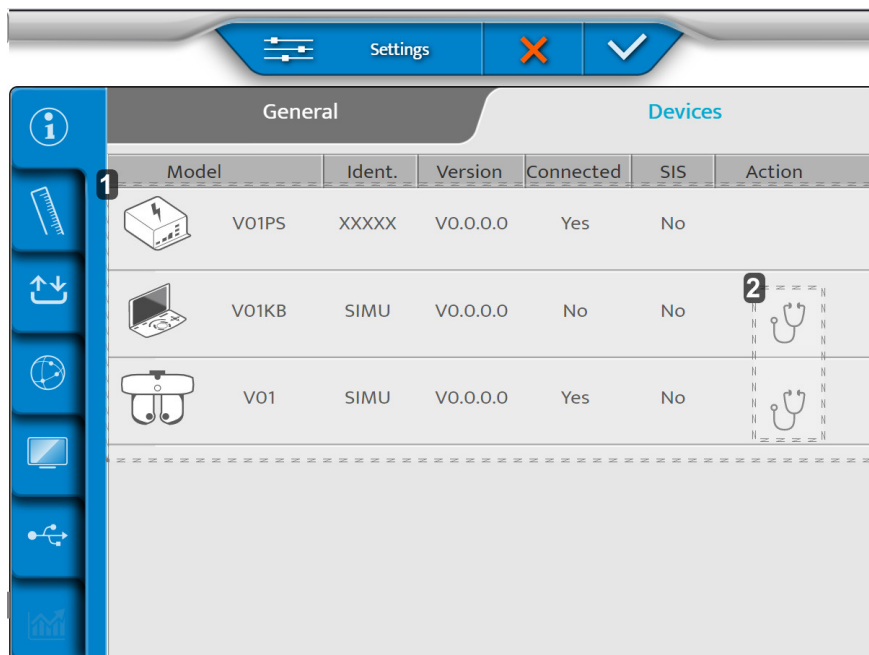 Settings
General Devices
Model Ident. Version Connected SIS Action
1
V01PS XXXXX V0.0.0.0 Yes No
2
V01KB SIMU V0.0.0.0 No No
V01 SIMU V0.0.0.0 Yes No